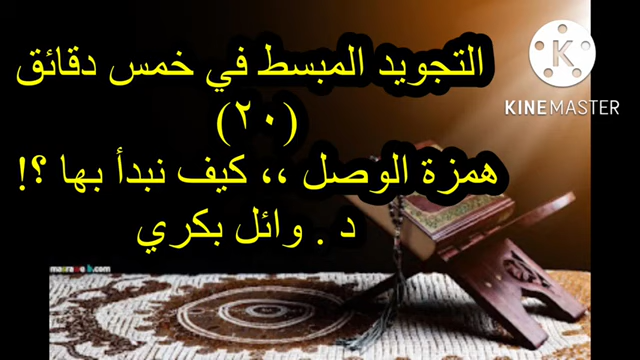 التجويد المبسط في خمس دقائق
(٢٠)
همزة الوصل ،، كيف نبدأ بها ؟!
د . وائل بكري
K
KINEMASTER